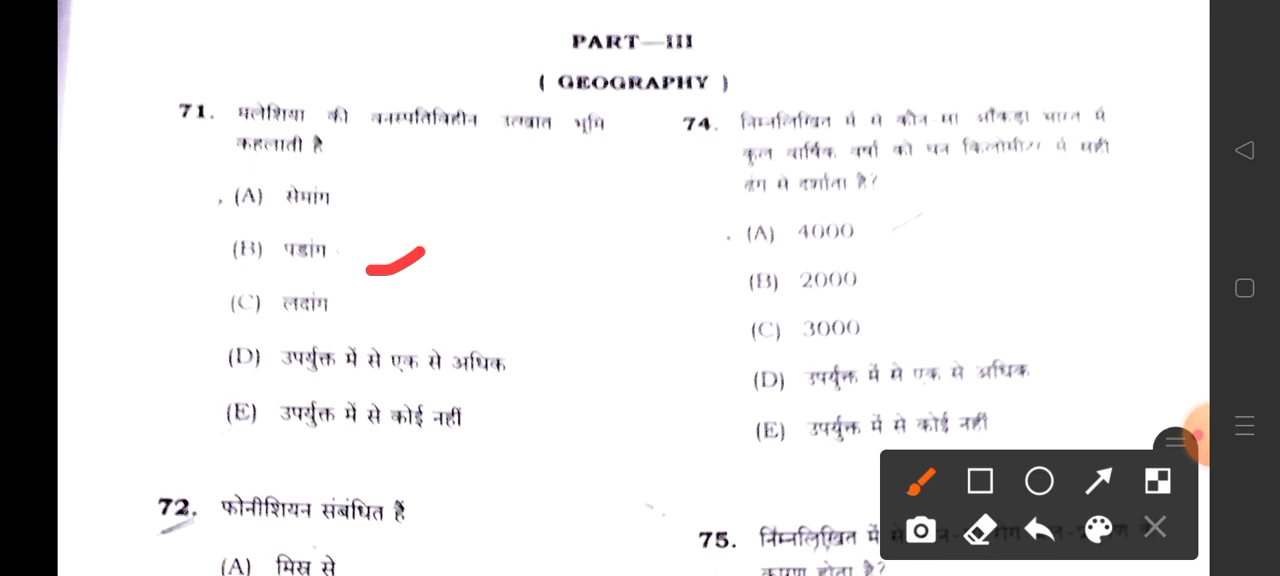 PART—III
( GEOGRAPHY )
71. मलेशिया की वनस्पतिविहीन उत्खात भूमि
कहलाती है
(A) सेमांग
(B) पडांग
(C) लदांग
(D) उपर्युक्त में से एक से अधिक
(E) उपर्युक्त में से कोई नहीं
72. फोनीशियन संबंधित हैं
(A) मिस्र से
74. निम्नलिखित में से कौन-सा आँकड़ा भारत में
कुल वार्षिक वर्षा को घन किलोमीटर में सही
ढंग से दर्शाता है?
(A) 4000
(B) 2000
(C) 3000
(D) उपर्युक्त में से एक से अधिक
(E) उपर्युक्त में से कोई नहीं
75. निम्नलिखित में
कारण होता है?